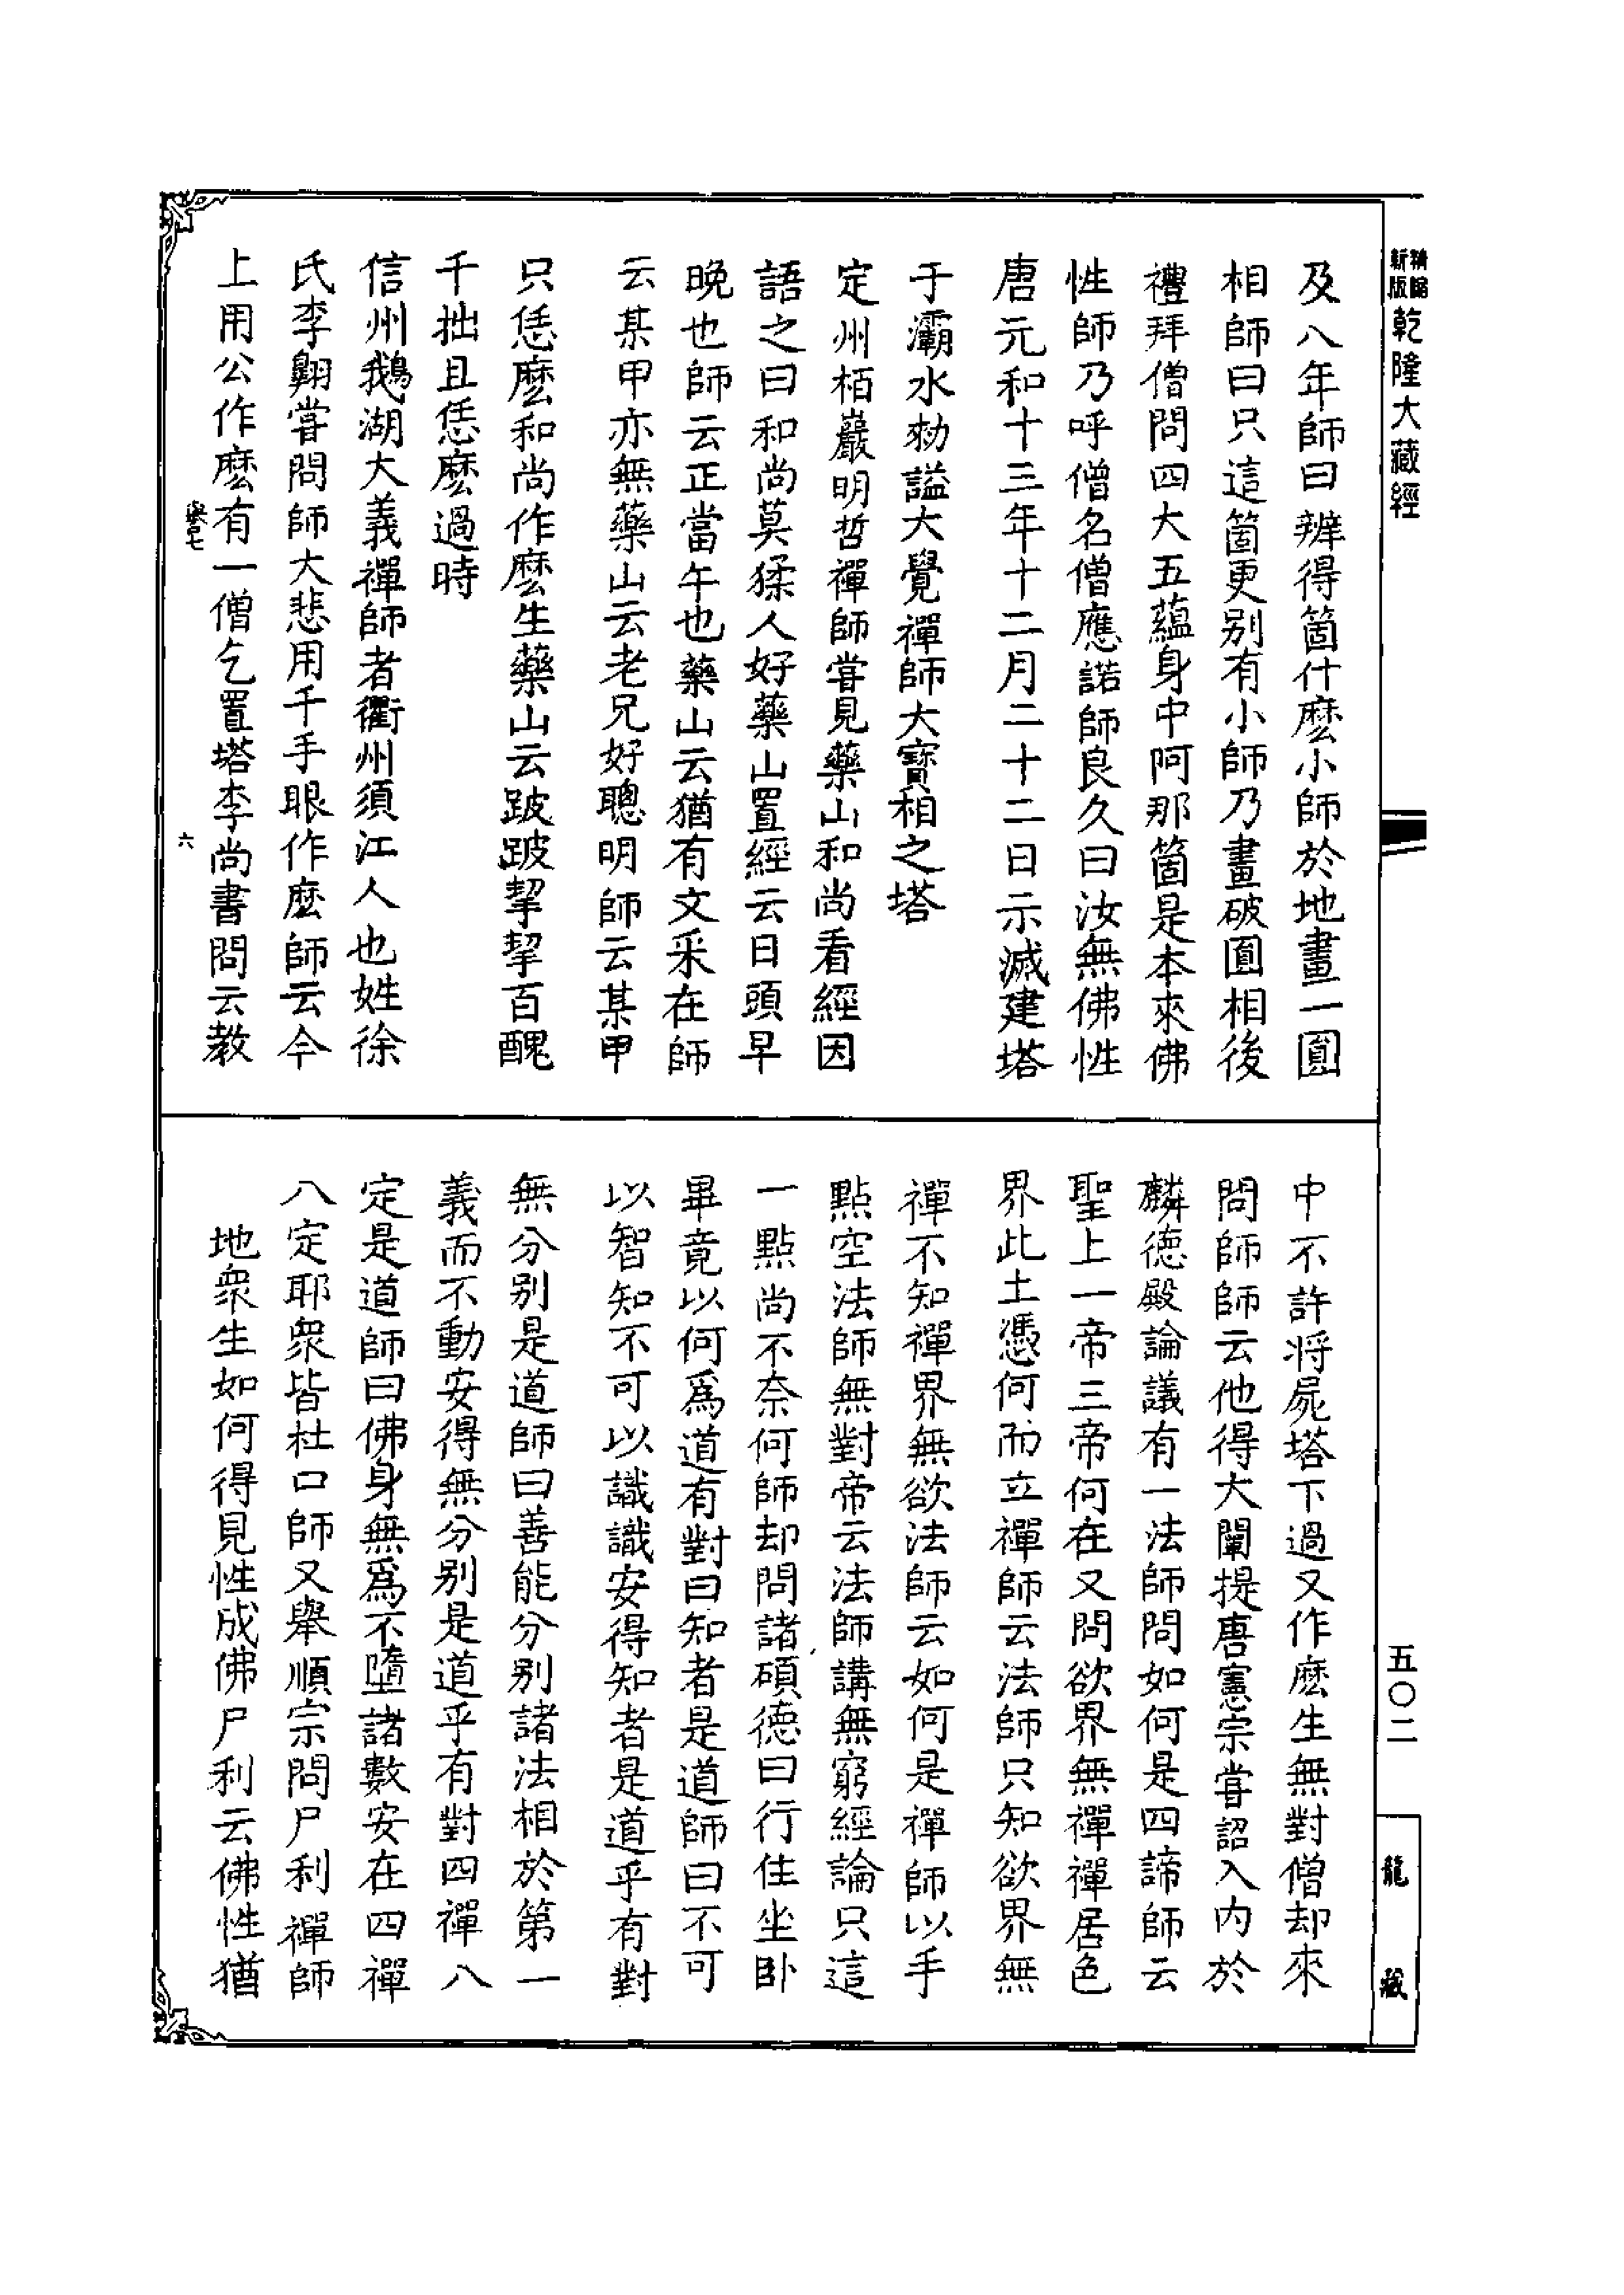 精縮新版乾隆大藏經
及八年師曰辨得箇什麽小師於地畫一圓
相師曰只這箇更別有小師乃畫破圓相後
禮拜僧問四大五蘊身中阿那箇是本來佛
性師乃呼僧名僧應諾師良久曰汝無佛性
唐元和十三年十二月二十二日示滅建塔
于灞水勑謚大覺禪師大寶相之塔
定州栢巖明哲禪師甞見藥山和尚看經因
語之曰和尚莫猱人好藥山置經云日頭早
晚也師云正當午也藥山云猶有文采在師
云某甲亦無藥山云老兄好聰明師云某甲
只恁麽和尚作麽生藥山云跛跛挈挈百醜
千拙且恁麽過時
信州鵝湖大義禪師者衢州須江人也姓徐
氏李翺甞問師大悲用千手眼作麽師云今
上用公作麽有一僧乞置塔李尚書問云教
卷七
六
中不許將屍塔下過又作麽生無對僧却來
問師師云他得大闡提唐憲宗甞詔入內於
麟德殿論議有一法師問如何是四諦師云
聖上一帝三帝何在又問欲界無禪禪居色
界此土憑何而立禪師云法師只知欲界無
禪不知禪界無欲法師云如何是禪師以手
點空法師無對帝云法師講無窮經論只這
一點尚不奈何師却問諸碩德曰行住坐卧
畢竟以何爲道有對曰知者是道師曰不可
以智知不可以識識安得知者是道乎有對
無分別是道師曰善能分別諸法相於第一
義而不動安得無分別是道乎有對四禪八
定是道師曰佛身無爲不墮諸數安在四禪
八定耶衆皆杜口師又舉順宗問尸利禪師
地衆生如何得見性成佛尸利云佛性猶
五〇二
龍藏